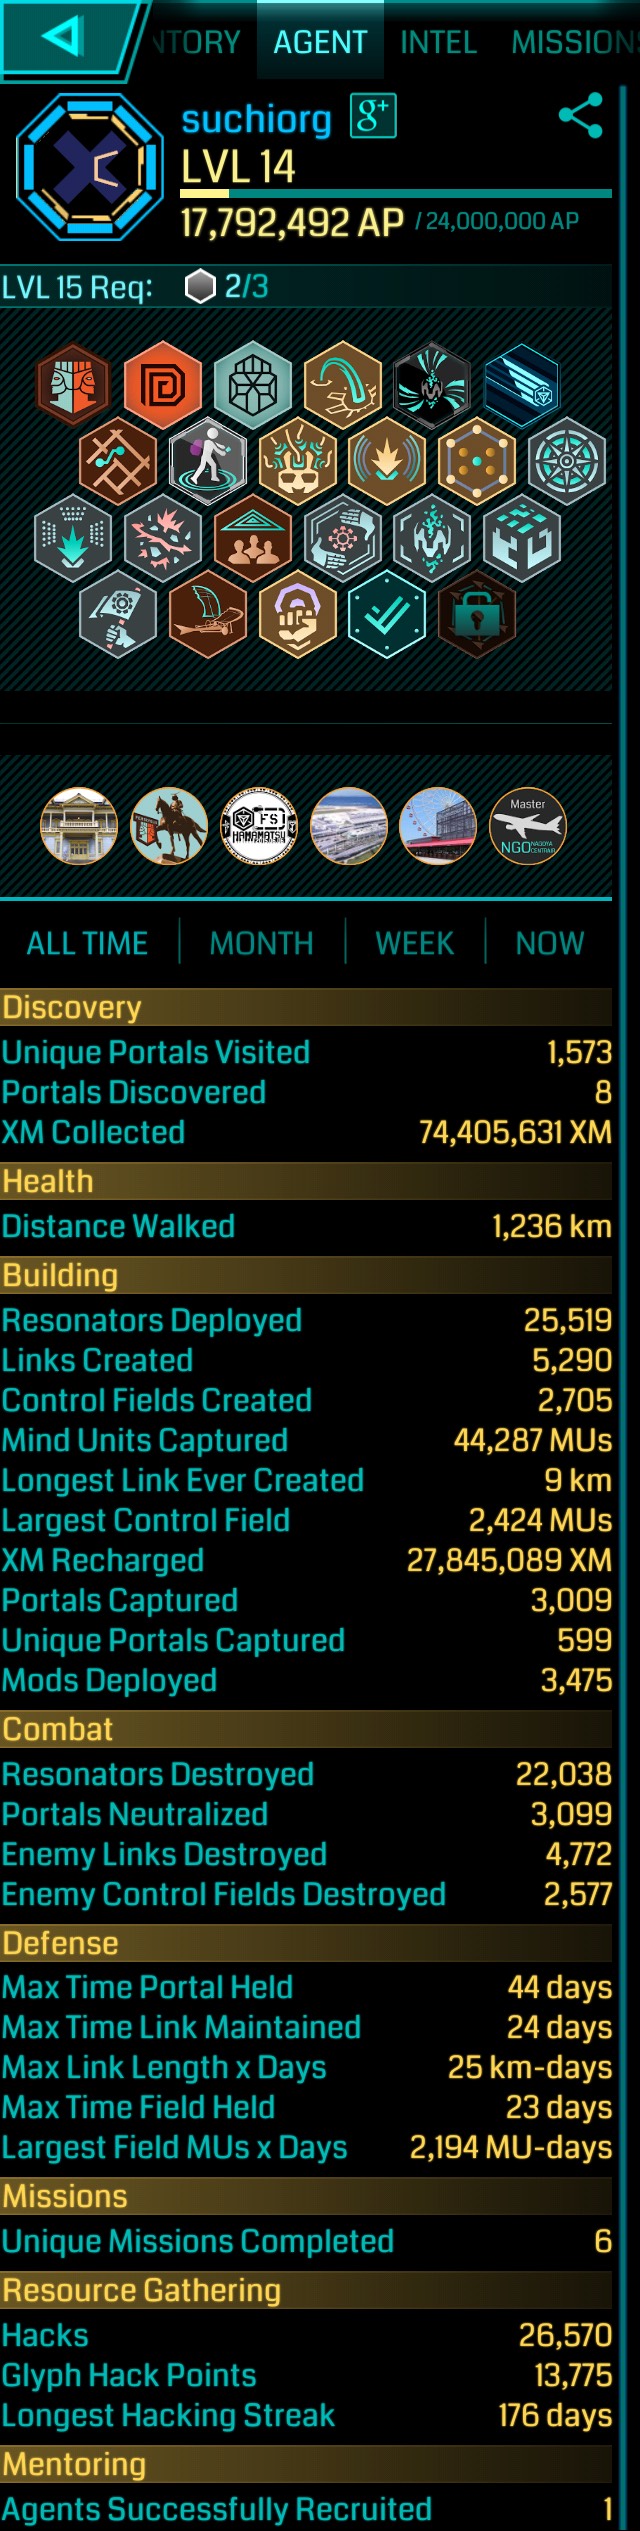 NTORY AGENT INTEL MISSIONS
suchiorg g+
LVL 14
17,792,492 AP / 24,000,000 AP
LVL 15 Req: 2/3
FS
HAMAMATSU
Master
NGO NAGOYA CENTRAIR
ALL TIME MONTH WEEK NOW
Discovery
Unique Portals Visited 1,573
Portals Discovered 8
XM Collected 74,405,631 XM
Health
Distance Walked 1,236 km
Building
Resonators Deployed 25,519
Links Created 5,290
Control Fields Created 2,705
Mind Units Captured 44,287 MUs
Longest Link Ever Created 9 km
Largest Control Field 2,424 MUs
XM Recharged 27,845,089 XM
Portals Captured 3,009
Unique Portals Captured 599
Mods Deployed 3,475
Combat
Resonators Destroyed 22,038
Portals Neutralized 3,099
Enemy Links Destroyed 4,772
Enemy Control Fields Destroyed 2,577
Defense
Max Time Portal Held 44 days
Max Time Link Maintained 24 days
Max Link Length x Days 25 km-days
Max Time Field Held 23 days
Largest Field MUs x Days 2,194 MU-days
Missions
Unique Missions Completed 6
Resource Gathering
Hacks 26,570
Glyph Hack Points 13,775
Longest Hacking Streak 176 days
Mentoring
Agents Successfully Recruited 1